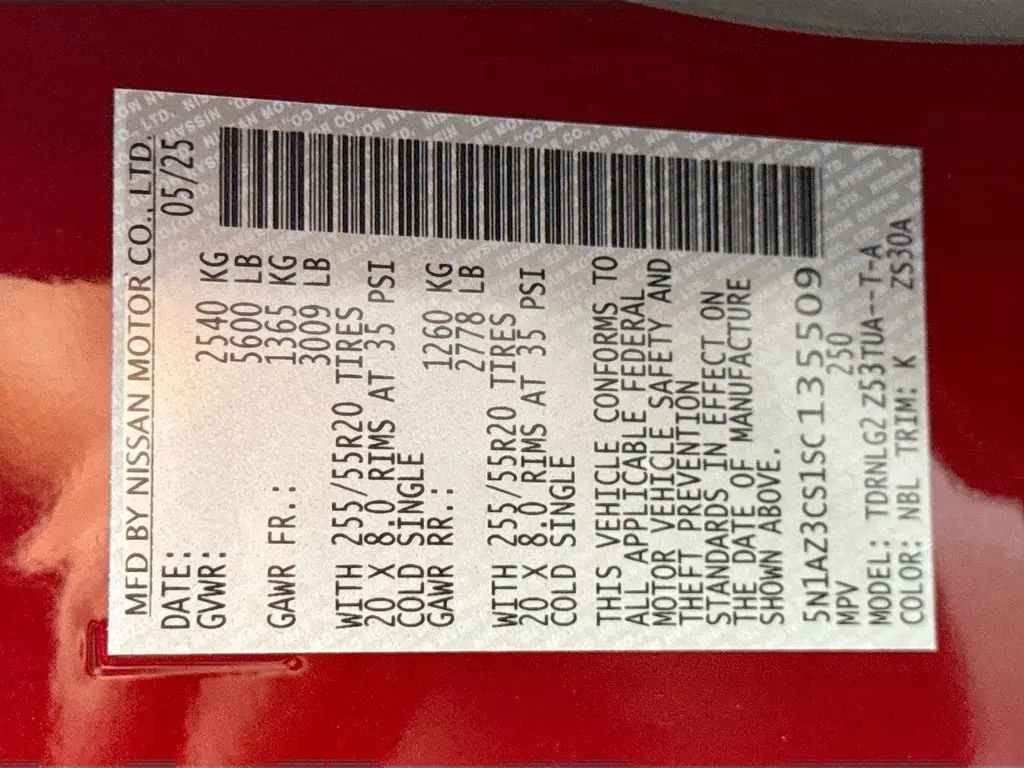 MFD BY NISSAN MOTOR CO., LTD.
DATE: 05/25
GVWR: 2540 KG
5600 LB
GAWR FR.: 1365 KG
3009 LB
WITH 255/55R20 TIRES
20 X 8.0 RIMS AT 35 PSI
COLD SINGLE
GAWR RR.: 1260 KG
2778 LB
WITH 255/55R20 TIRES
20 X 8.0 RIMS AT 35 PSI
COLD SINGLE
THIS VEHICLE CONFORMS TO
ALL APPLICABLE FEDERAL
MOTOR VEHICLE SAFETY AND
THEFT PREVENTION
STANDARDS IN EFFECT ON
THE DATE OF MANUFACTURE
SHOWN ABOVE.
5N1AZ3CS1SC135509
MPV 250
MODEL: TDRNLG2 Z53TUA--T-A
COLOR: NBL TRIM: K ZS30A